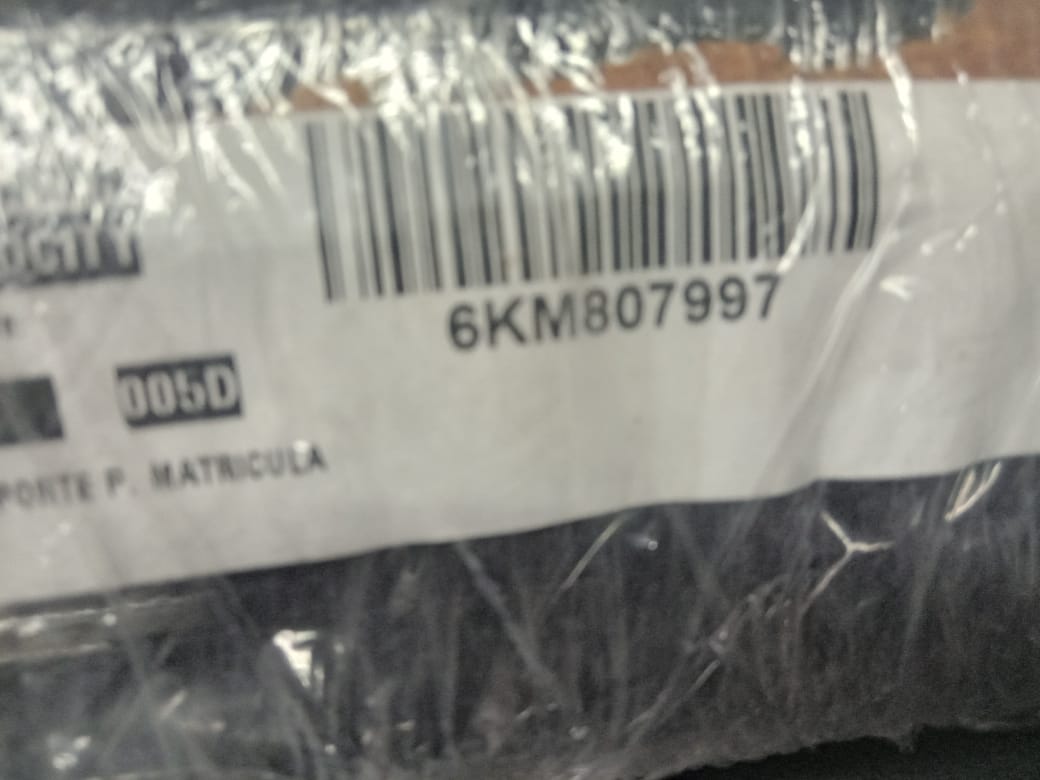 6KM807997
005D
PORTE P. MATRICULA